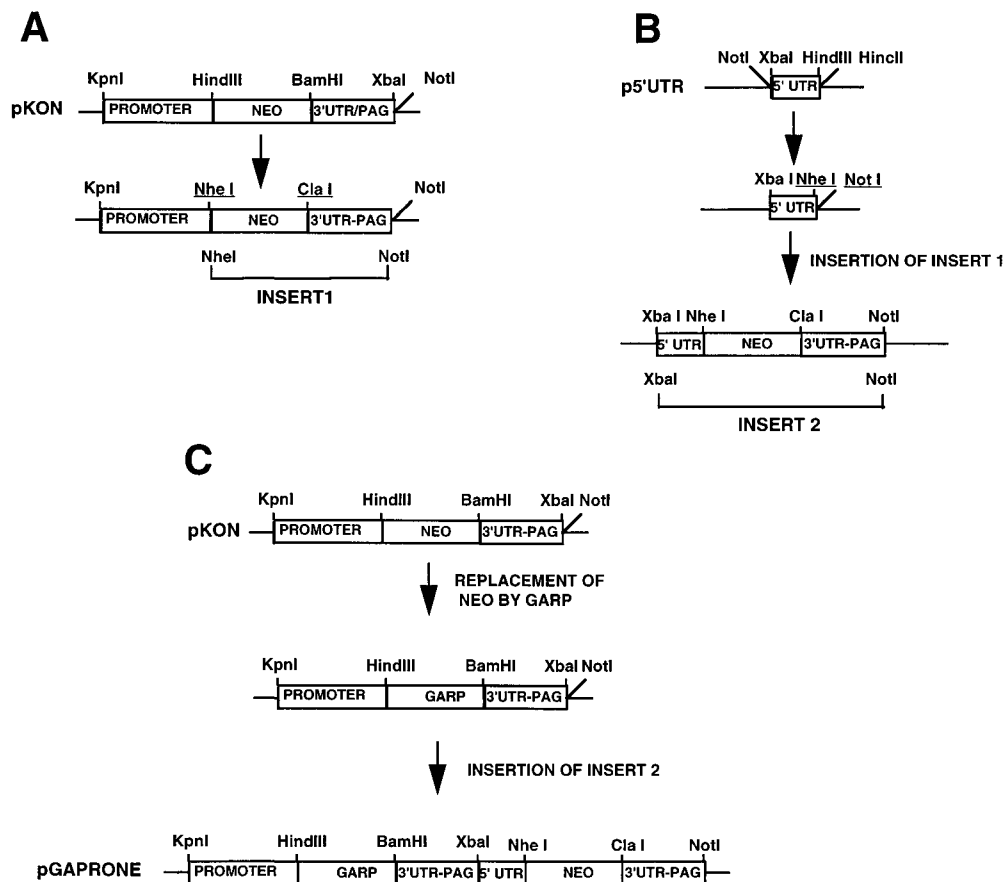 A
KpnI HindIII BamHI XbaI NotI
pKON PROMOTER NEO 3'UTR/PAG
KpnI Nhe I Cla I NotI
PROMOTER NEO 3'UTR-PAG
NheI NotI
INSERT1
B
NotI XbaI HindIII HincII
p5'UTR 5' UTR
Xba I Nhe I Not I
5' UTR
INSERTION OF INSERT 1
Xba I Nhe I Cla I NotI
5' UTR NEO 3'UTR-PAG
XbaI NotI
INSERT 2
C
KpnI HindIII BamHI XbaI NotI
pKON PROMOTER NEO 3'UTR-PAG
REPLACEMENT OF
NEO BY GARP
KpnI HindIII BamHI XbaI NotI
PROMOTER GARP 3'UTR-PAG
INSERTION OF INSERT 2
KpnI HindIII BamHI XbaI Nhe I Cla I NotI
pGAPRONE PROMOTER GARP 3'UTR-PAG 5' UTR NEO 3'UTR-PAG